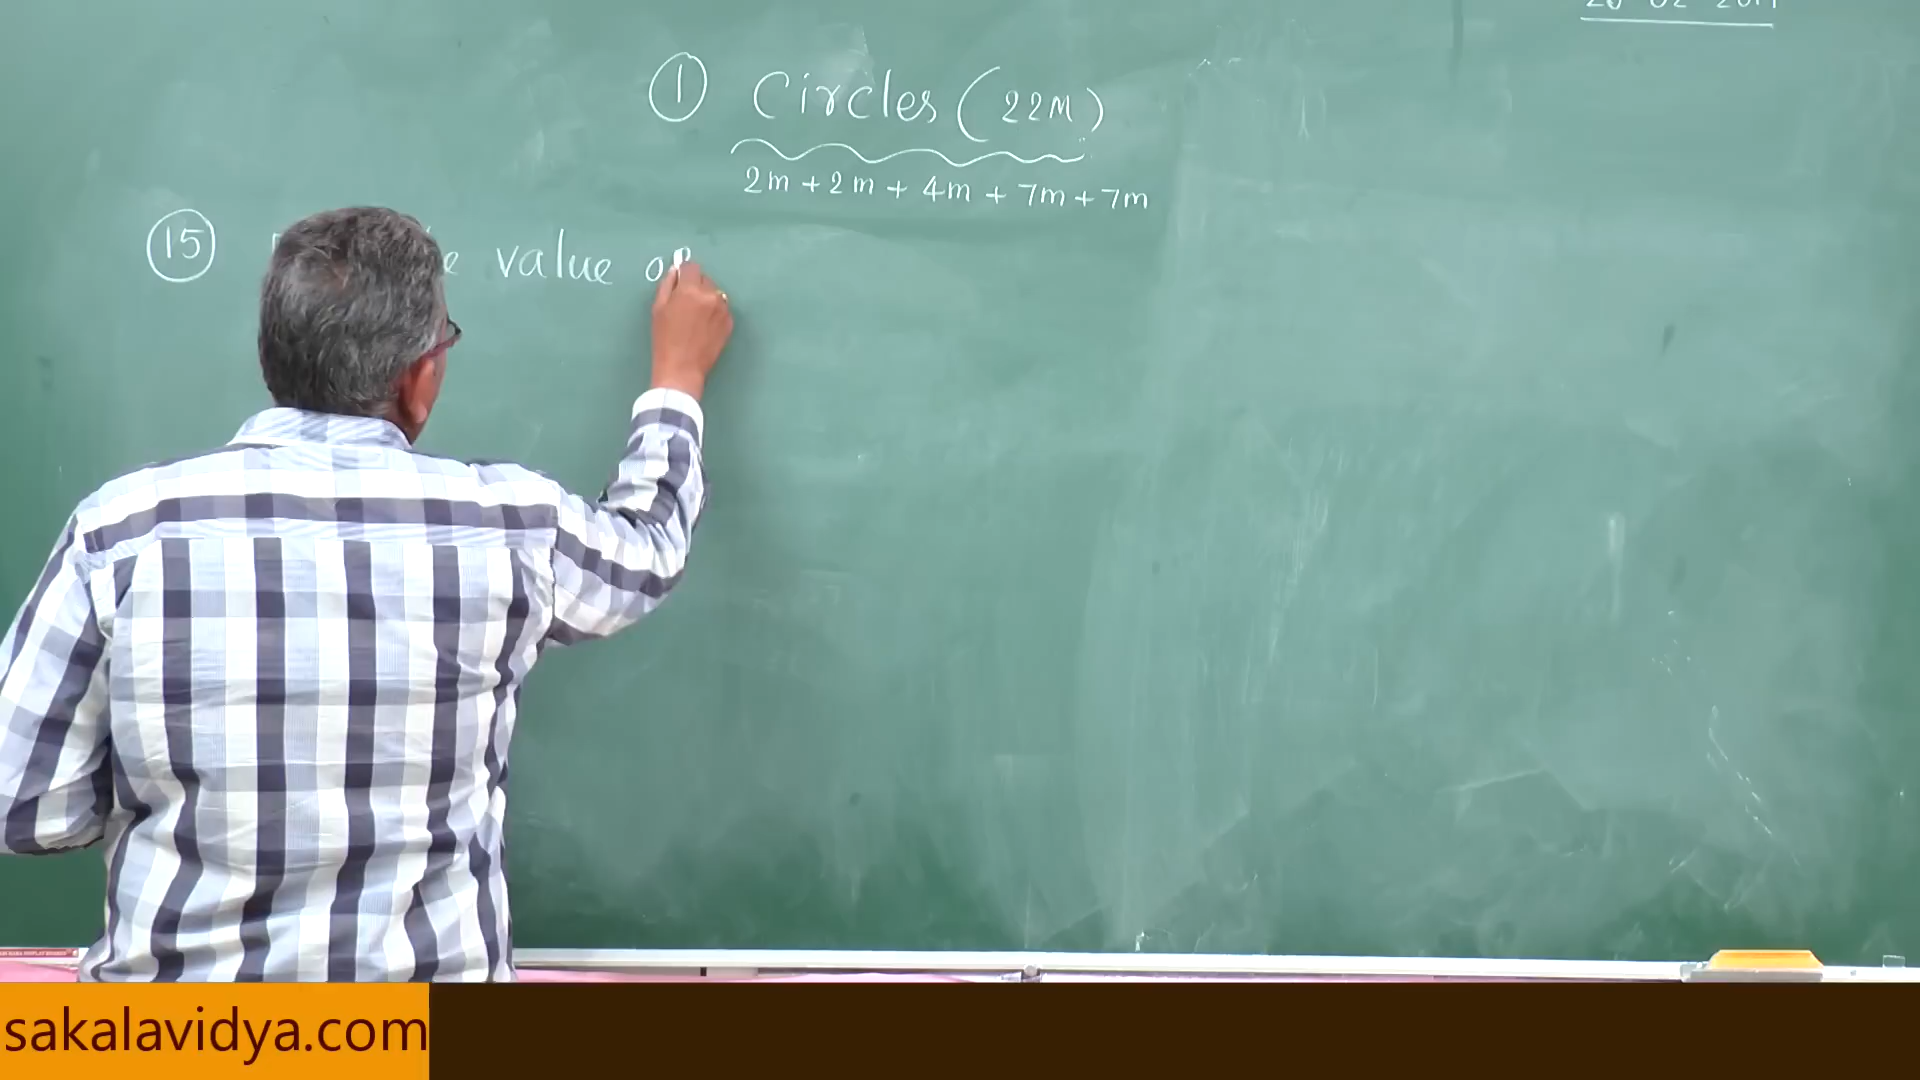 ① Circles (22M)
2m + 2m + 4m + 7m + 7m
⑮ value of
sakalavidya.com